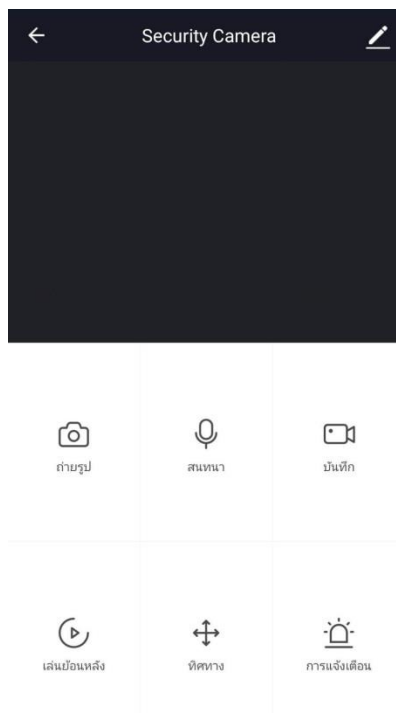 Security Camera
ถ่ายรูป
สนทนา
บันทึก
เล่นย้อนหลัง
ทิศทาง
การแจ้งเตือน